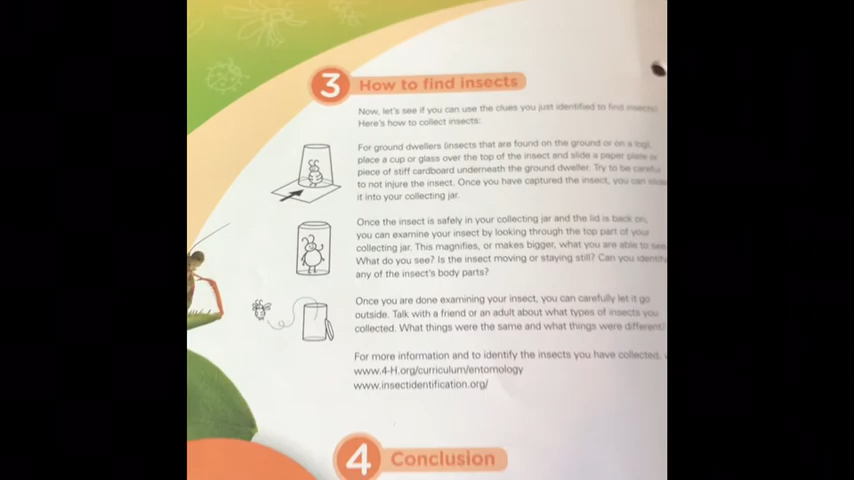 3 How to find insects
Now, let's see if you can use the clues you just identified to find insects!
Here's how to collect insects:
For ground dwellers (insects that are found on the ground or on a log),
place a cup or glass over the top of the insect and slide a paper plate or
piece of stiff cardboard underneath the ground dweller. Try to be careful
to not injure the insect. Once you have captured the insect, you can slide
it into your collecting jar.
Once the insect is safely in your collecting jar and the lid is back on,
you can examine your insect by looking through the top part of your
collecting jar. This magnifies, or makes bigger, what you are able to see.
What do you see? Is the insect moving or staying still? Can you identify
any of the insect's body parts?
Once you are done examining your insect, you can carefully let it go
outside. Talk with a friend or an adult about what types of insects you
collected. What things were the same and what things were different?
For more information and to identify the insects you have collected,
www.4-H.org/curriculum/entomology
www.insectidentification.org/
4 Conclusion